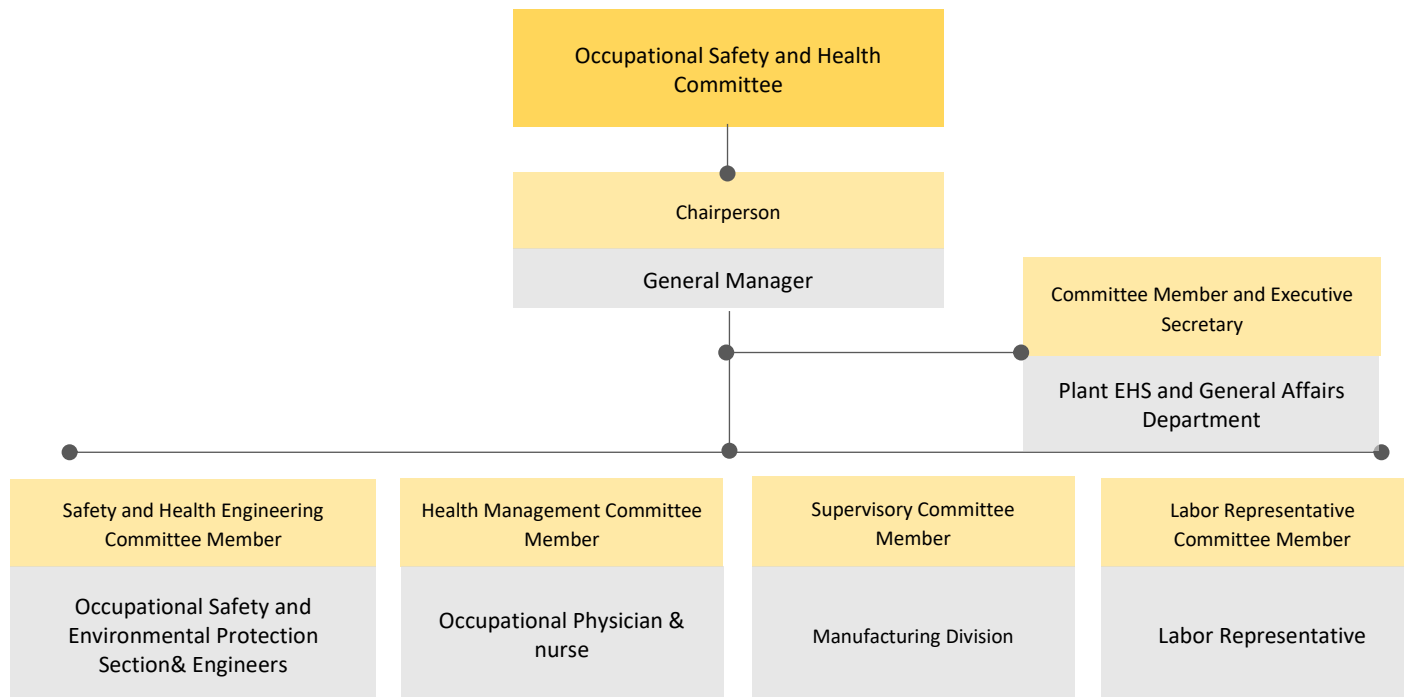 Occupational Safety and Health
Committee
Chairperson
General Manager
Committee Member and Executive
Secretary
Plant EHS and General Affairs
Department
Safety and Health Engineering
Committee Member
Occupational Safety and
Environmental Protection
Section& Engineers
Health Management Committee
Member
Occupational Physician &
nurse
Supervisory Committee
Member
Manufacturing Division
Labor Representative
Committee Member
Labor Representative